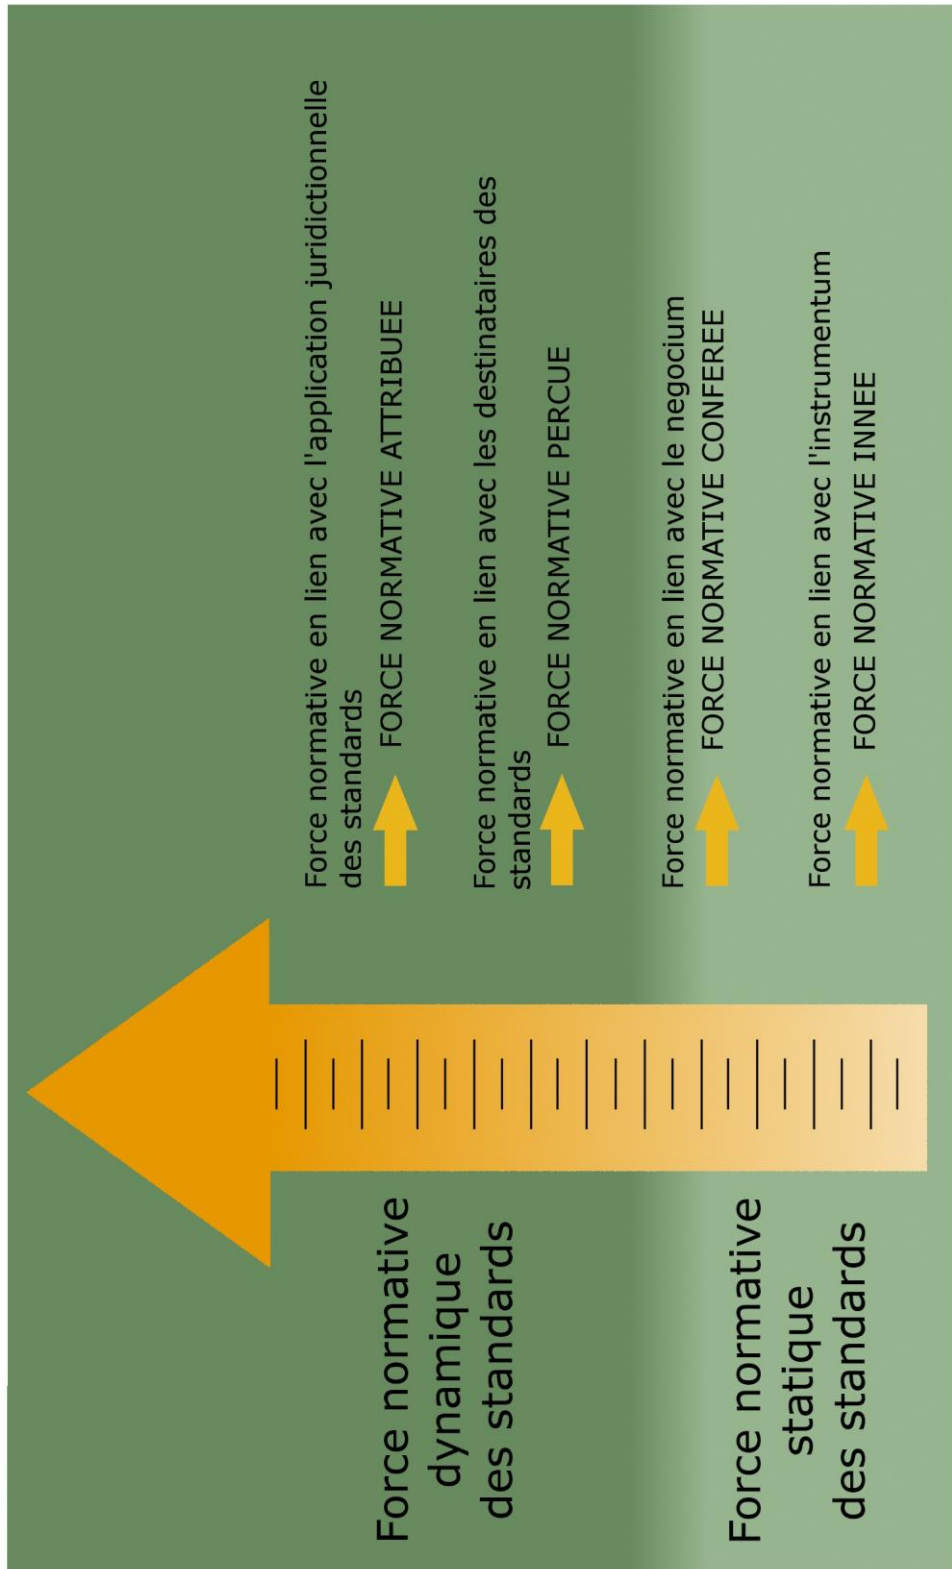 Force normative
dynamique
des standards
Force normative en lien avec l'application juridictionnelle
des standards
FORCE NORMATIVE ATTRIBUEE
Force normative en lien avec les destinataires des
standards
FORCE NORMATIVE PERCUE
Force normative
statique
des standards
Force normative en lien avec le negocium
FORCE NORMATIVE CONFEREE
Force normative en lien avec l'instrumentum
FORCE NORMATIVE INNEE